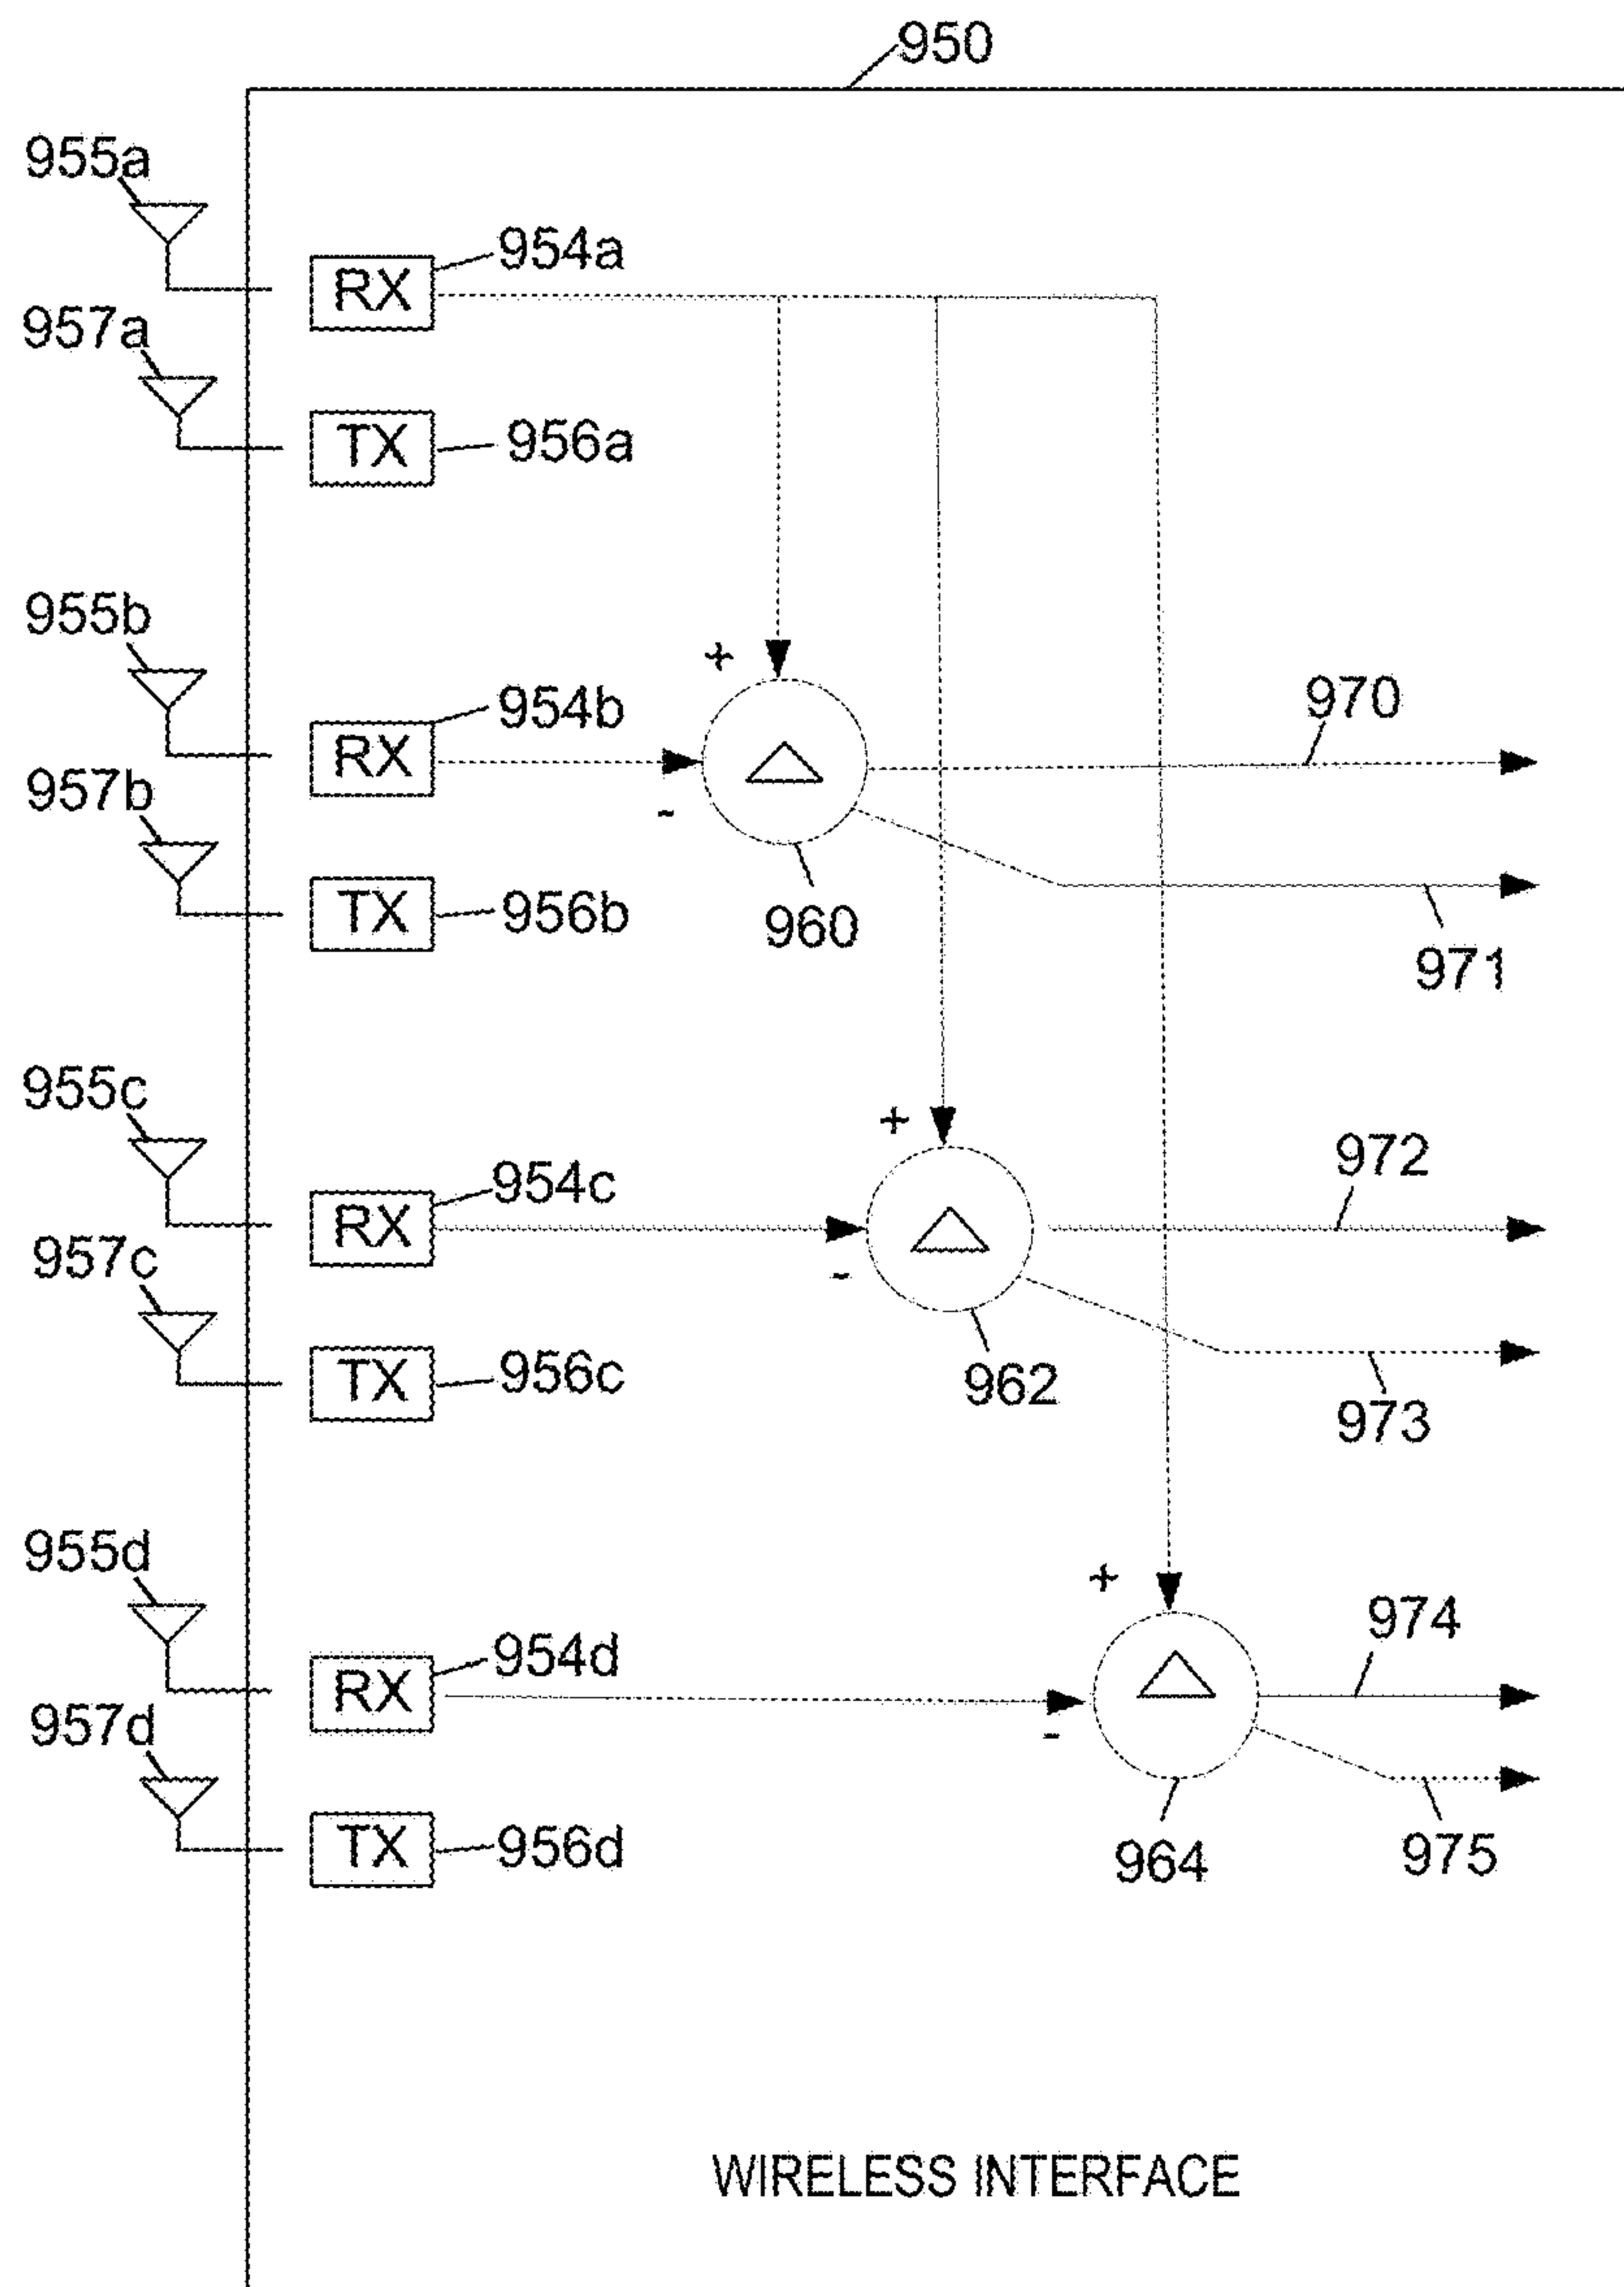 950
955a
RX
954a
957a
TX
956a
955b
+
RX
954b
970
957b
-
TX
956b
960
971
955c
+
RX
954c
972
957c
-
TX
956c
962
973
955d
+
RX
954d
974
957d
-
TX
956d
964
975
WIRELESS INTERFACE